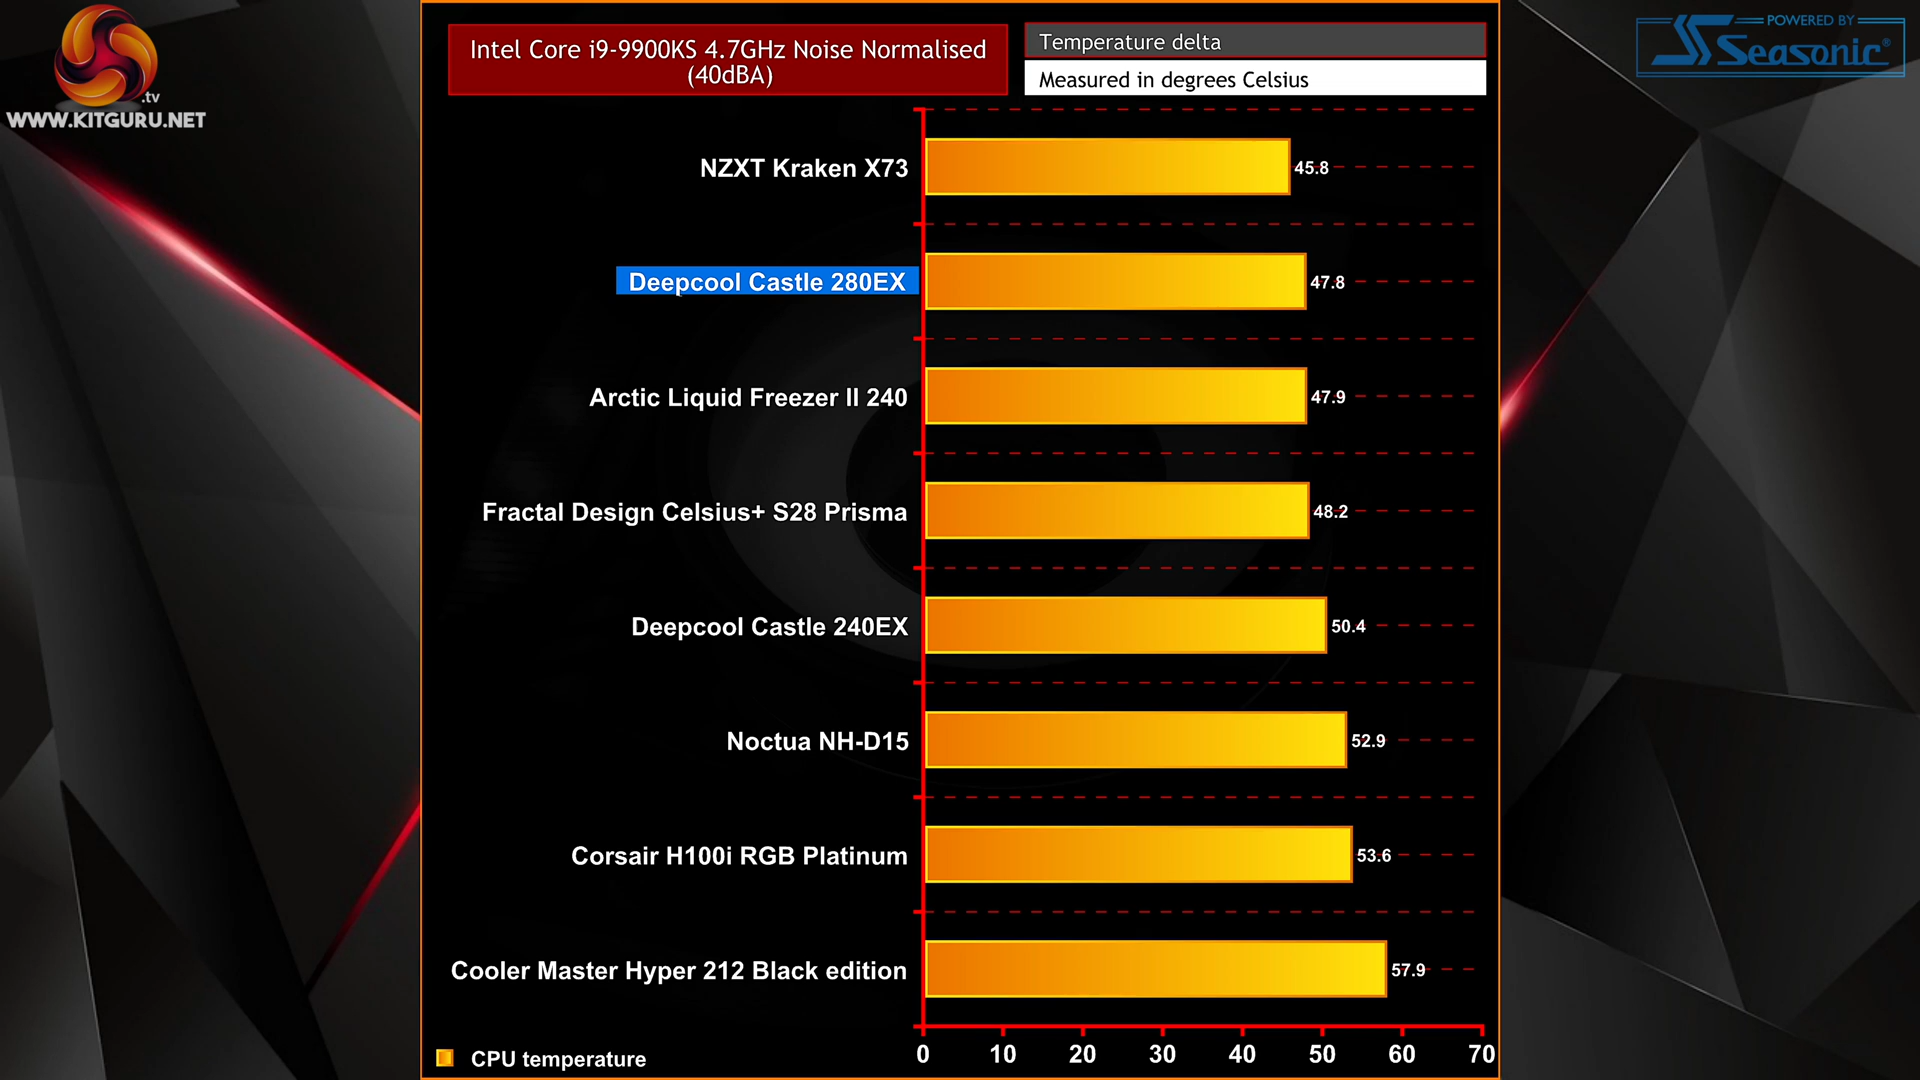 .tv
WWW.KITGURU.NET
Intel Core i9-9900KS 4.7GHz Noise Normalised
(40dBA)
Temperature delta
Measured in degrees Celsius
POWERED BY
Seasonic®
NZXT Kraken X73
45.8
Deepcool Castle 280EX
47.8
Arctic Liquid Freezer II 240
47.9
Fractal Design Celsius+ S28 Prisma
48.2
Deepcool Castle 240EX
50.4
Noctua NH-D15
52.9
Corsair H100i RGB Platinum
53.6
Cooler Master Hyper 212 Black edition
57.9
0 10 20 30 40 50 60 70
CPU temperature